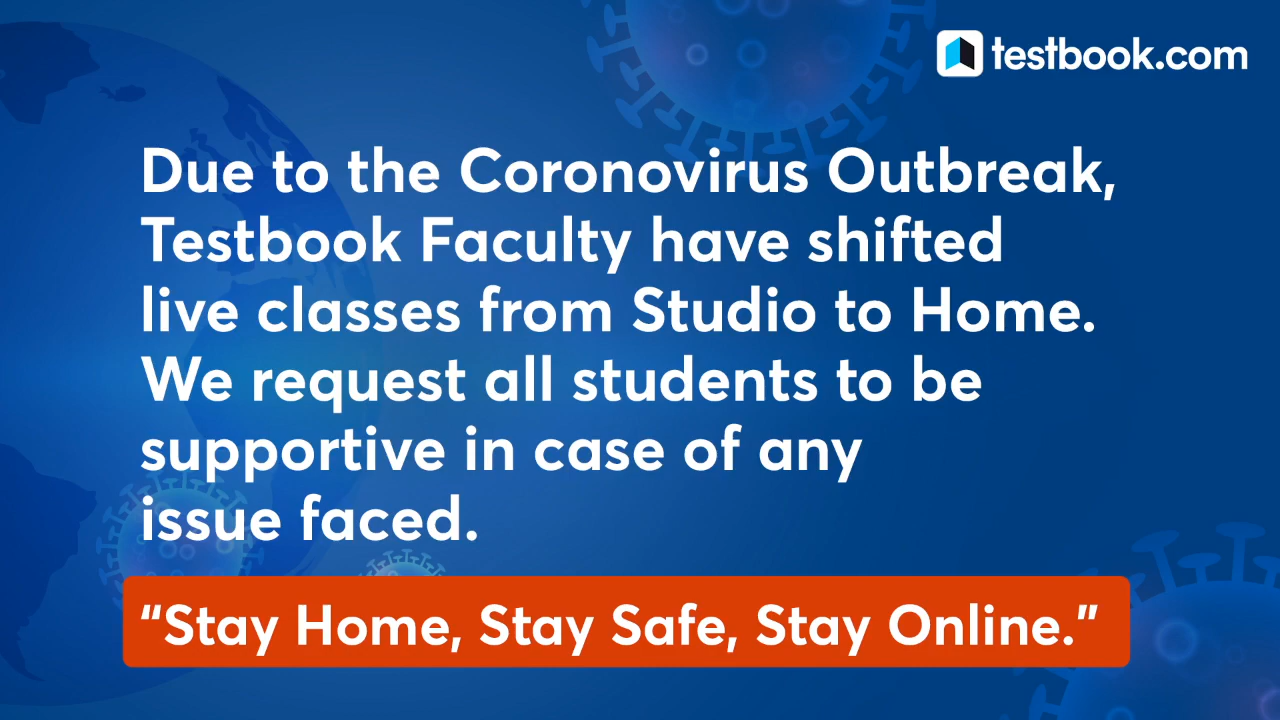 testbook.com
Due to the Coronovirus Outbreak,
Testbook Faculty have shifted
live classes from Studio to Home.
We request all students to be
supportive in case of any
issue faced.
“Stay Home, Stay Safe, Stay Online.”